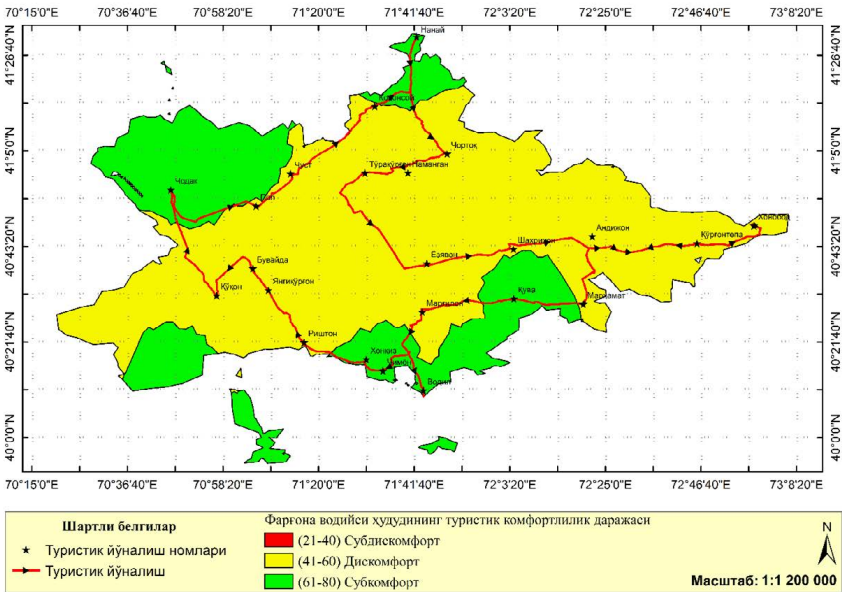 70°15'0"E 70°36'40"E 70°58'20"E 71°20'0"E 71°41'40"E 72°3'20"E 72°25'0"E 72°46'40"E 73°8'20"E
41°26'40"N
41°5'0"N
40°43'20"N
40°21'40"N
40°0'0"N
41°26'40"N
41°5'0"N
40°43'20"N
40°21'40"N
40°0'0"N
Нанай
Косонсой
Чорток
Чуст
Тўрақўрғон
Наманган
Чодак
Поп
Хонобод
Андижон
Шахрихон
Қўрғонтепа
Бувайда
Ёзёвон
Янгиқўрғон
Қўқон
Марғилон
Қува
Марҳамат
Риштон
Хонқиз
Чимён
Водил
70°15'0"E 70°36'40"E 70°58'20"E 71°20'0"E 71°41'40"E 72°3'20"E 72°25'0"E 72°46'40"E 73°8'20"E
Шартли белгилар
Туристик йўналиш номлари
Туристик йўналиш
Фарғона водийси ҳудудининг туристик комфортлилик даражаси
(21-40) Субдискомфорт
(41-60) Дискомфорт
(61-80) Субкомфорт
N
Масштаб: 1:1 200 000